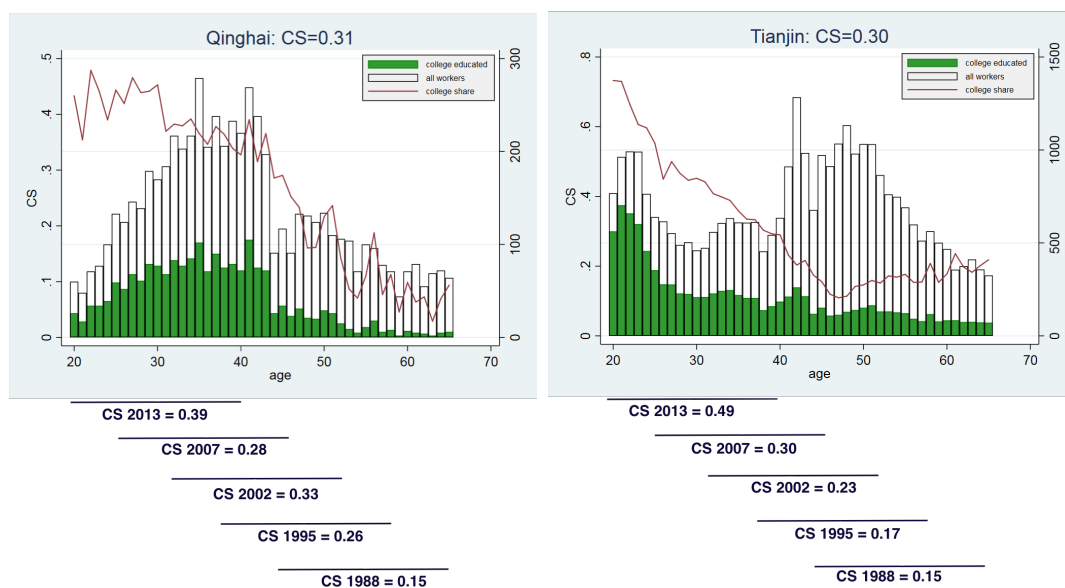 Qinghai: CS=0.31
college educated
all workers
college share
.5
.4
.3
.2
.1
0
CS
300
200
100
0
20 30 40 50 60 70
age
CS 2013 = 0.39
CS 2007 = 0.28
CS 2002 = 0.33
CS 1995 = 0.26
CS 1988 = 0.15
Tianjin: CS=0.30
college educated
all workers
college share
.8
.6
.4
.2
0
CS
1500
1000
500
0
20 30 40 50 60 70
age
CS 2013 = 0.49
CS 2007 = 0.30
CS 2002 = 0.23
CS 1995 = 0.17
CS 1988 = 0.15